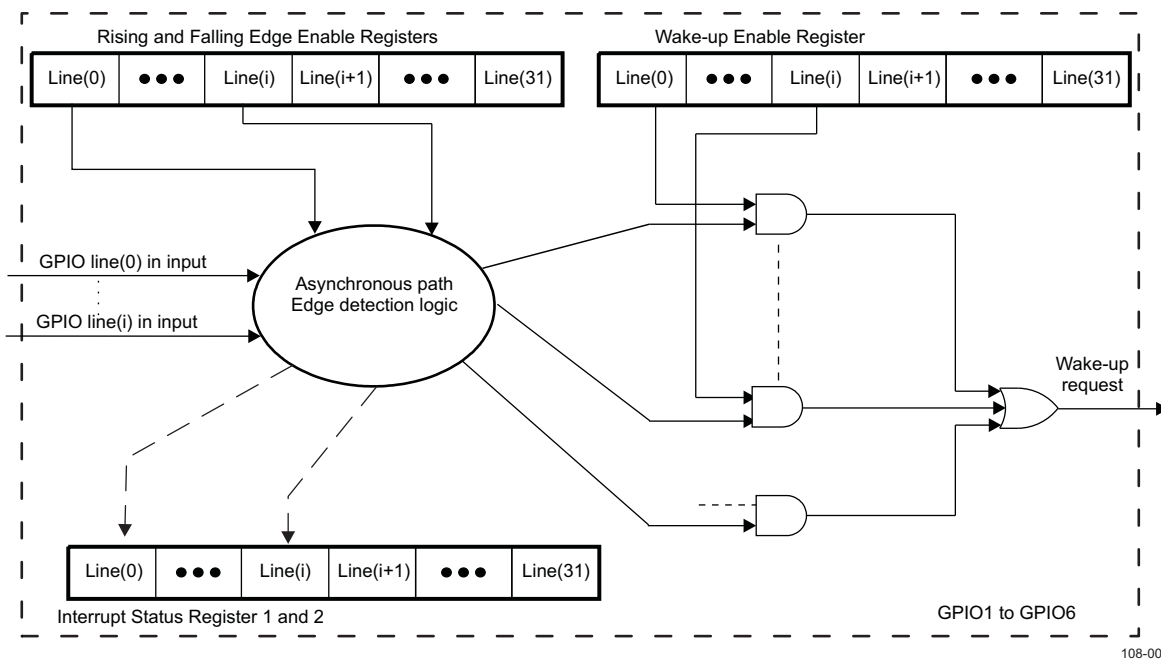 Rising and Falling Edge Enable Registers
Wake-up Enable Register
Line(0) ●●● Line(i) Line(i+1) ●●● Line(31)
Line(0) ●●● Line(i) Line(i+1) ●●● Line(31)
GPIO line(0) in input
GPIO line(i) in input
Asynchronous path
Edge detection logic
Wake-up
request
Line(0) ●●● Line(i) Line(i+1) ●●● Line(31)
Interrupt Status Register 1 and 2
GPIO1 to GPIO6
108-00